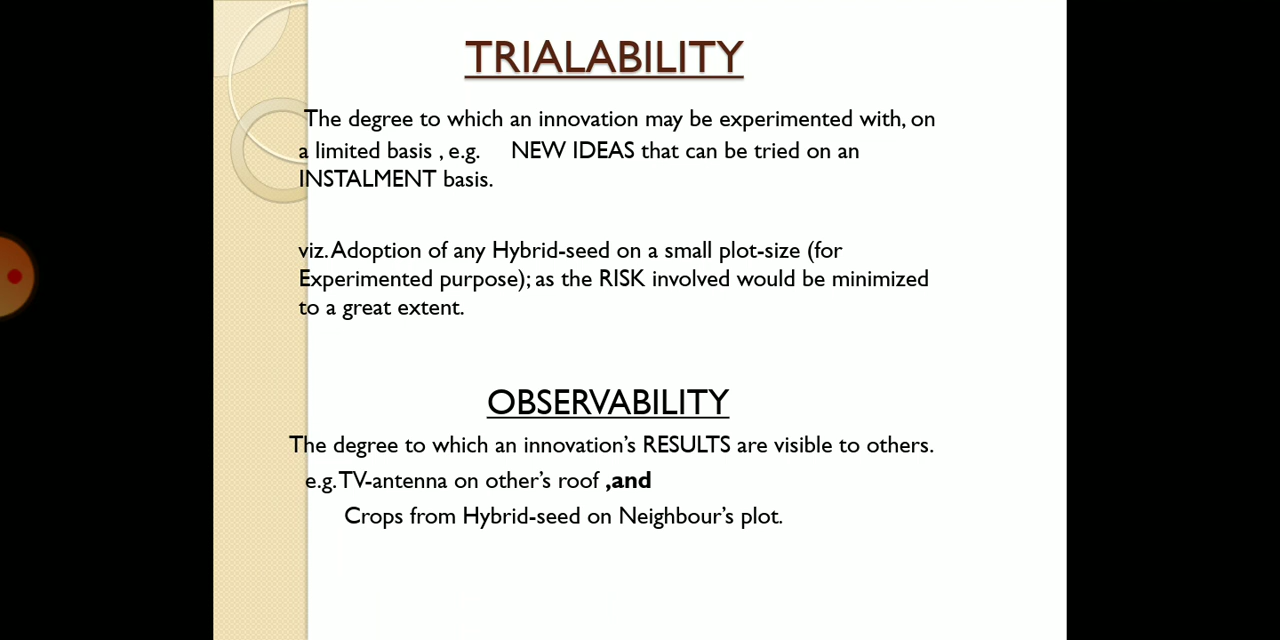 TRIALABILITY
The degree to which an innovation may be experimented with, on
a limited basis , e.g. NEW IDEAS that can be tried on an
INSTALMENT basis.
viz. Adoption of any Hybrid-seed on a small plot-size (for
Experimented purpose); as the RISK involved would be minimized
to a great extent.
OBSERVABILITY
The degree to which an innovation's RESULTS are visible to others.
e.g. TV-antenna on other's roof ,and
Crops from Hybrid-seed on Neighbour's plot.